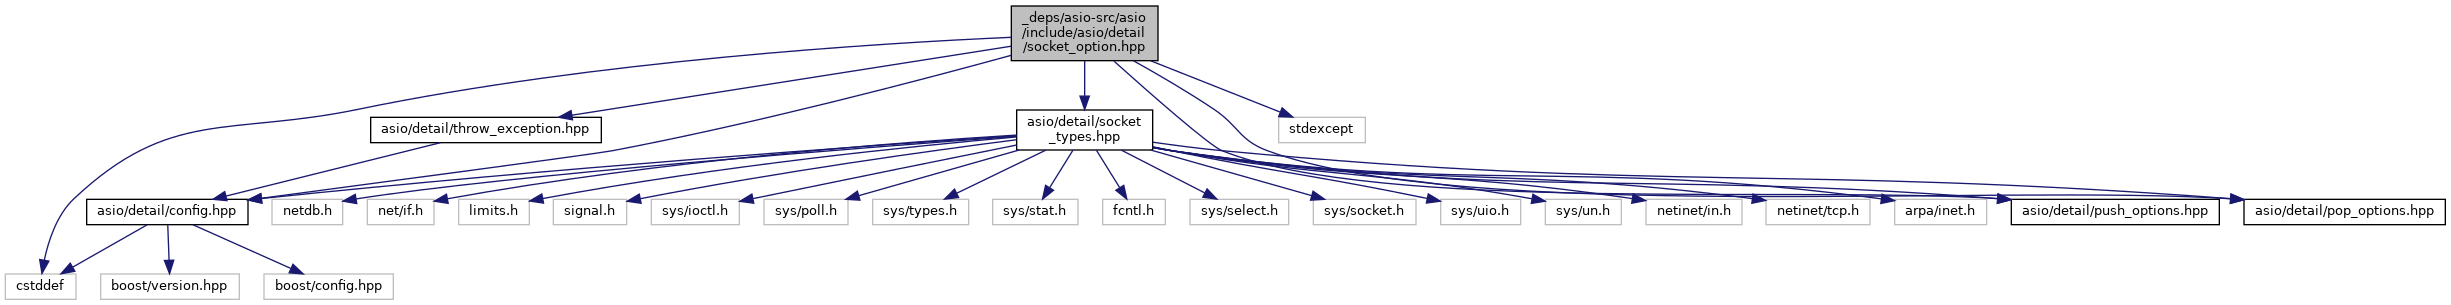 _deps/asio-src/asio
/include/asio/detail
/socket_option.hpp
asio/detail/throw_exception.hpp
asio/detail/socket
_types.hpp
stdexcept
asio/detail/config.hpp
netdb.h
net/if.h
limits.h
signal.h
sys/ioctl.h
sys/poll.h
sys/types.h
sys/stat.h
fcntl.h
sys/select.h
sys/socket.h
sys/uio.h
sys/un.h
netinet/in.h
netinet/tcp.h
arpa/inet.h
asio/detail/push_options.hpp
asio/detail/pop_options.hpp
cstddef
boost/version.hpp
boost/config.hpp